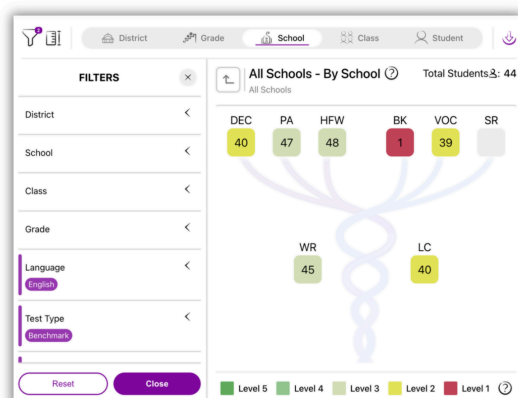 2
District
Grade
School
Class
Student
FILTERS
×
District
School
Class
Grade
Language
English
Test Type
Benchmark
Reset
Close
All Schools - By School ?
Total Students: 44
All Schools
DEC PA HFW BK VOC SR
40 47 48 1 39
WR LC
45 40
Level 5 Level 4 Level 3 Level 2 Level 1 ?